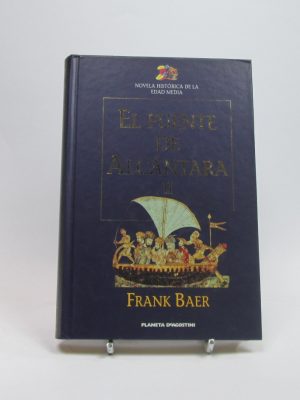 NOVELA HISTÓRICA DE LA
EDAD MEDIA
EL PUENTE
DE
ALCÁNTARA
II
FRANK BAER
PLANETA DEAGOSTINI